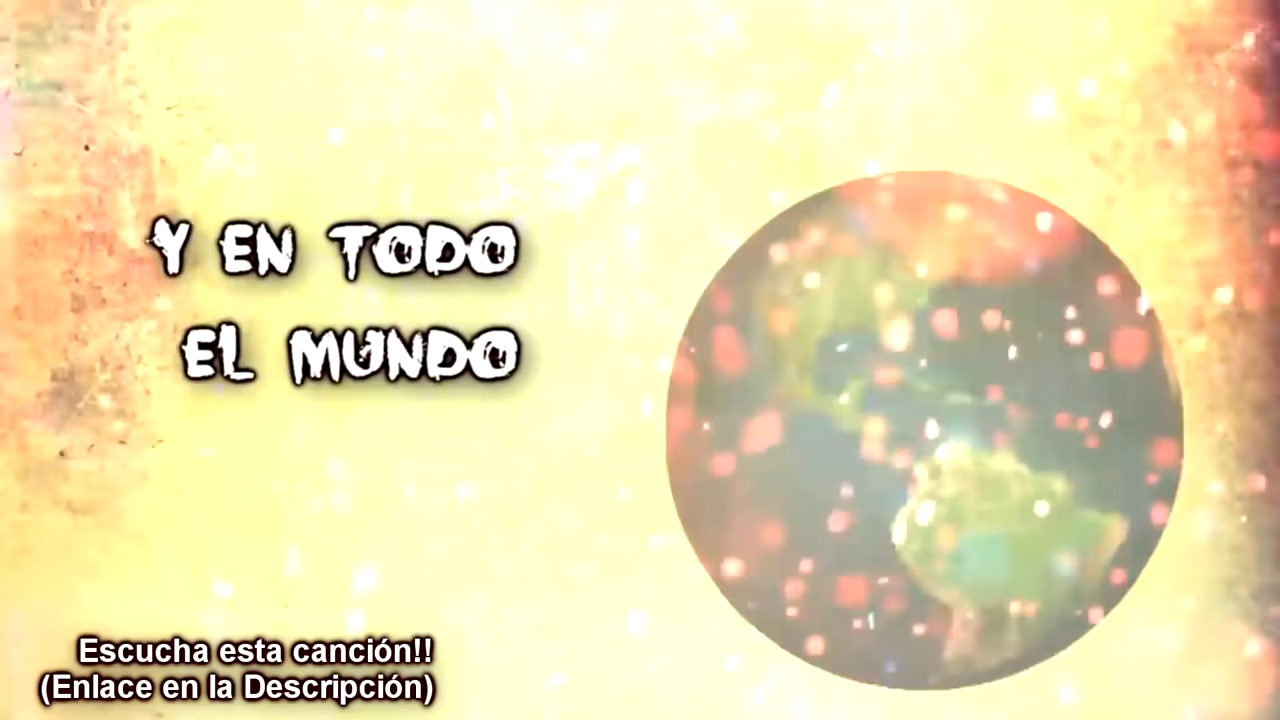 Y EN TODO
EL MUNDO
Escucha esta canción!!
(Enlace en la Descripción)